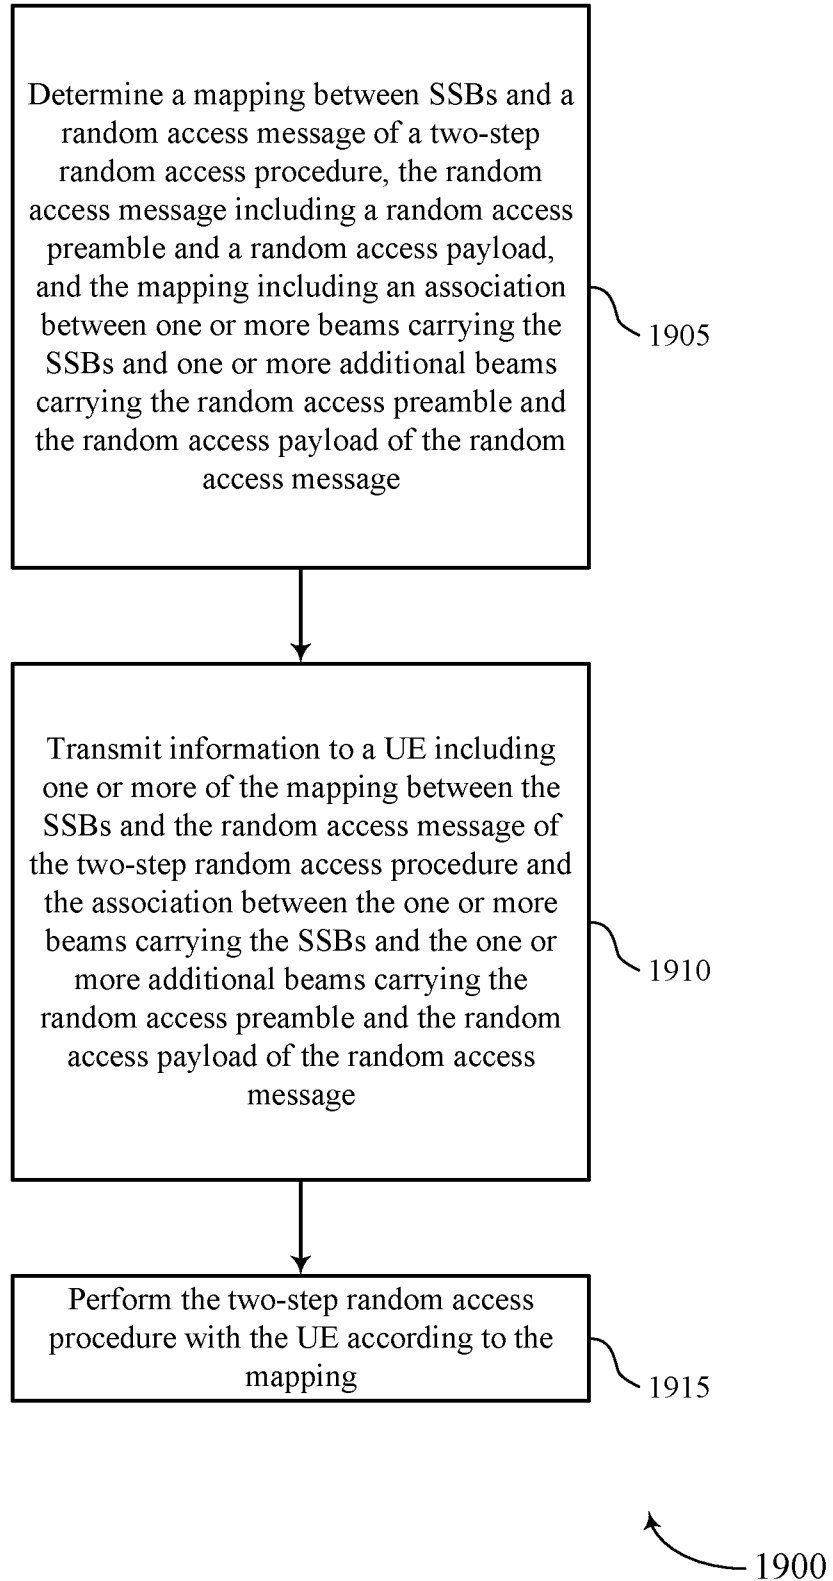 Determine a mapping between SSBs and a
random access message of a two-step
random access procedure, the random
access message including a random access
preamble and a random access payload,
and the mapping including an association
between one or more beams carrying the
SSBs and one or more additional beams
carrying the random access preamble and
the random access payload of the random
access message
1905
Transmit information to a UE including
one or more of the mapping between the
SSBs and the random access message of
the two-step random access procedure and
the association between the one or more
beams carrying the SSBs and the one or
more additional beams carrying the
random access preamble and the random
access payload of the random access
message
1910
Perform the two-step random access
procedure with the UE according to the
mapping
1915
1900